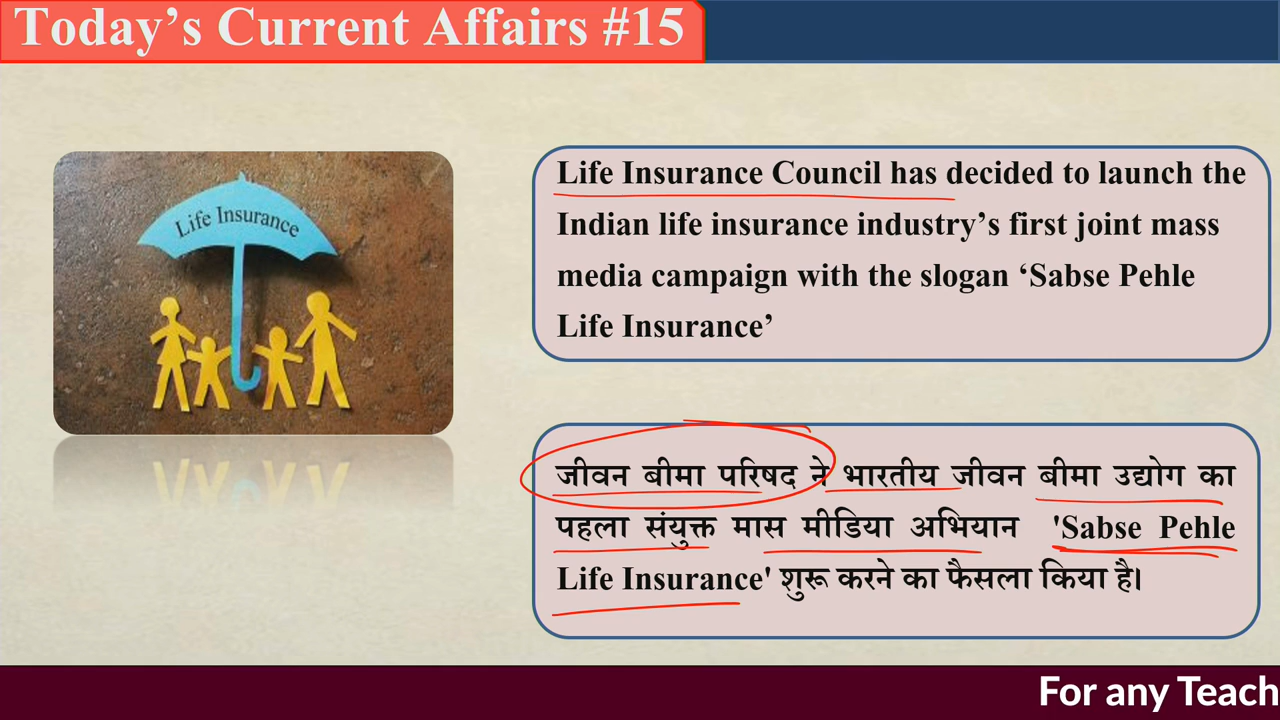 Today’s Current Affairs #15
Life Insurance
Life Insurance Council has decided to launch the
Indian life insurance industry’s first joint mass
media campaign with the slogan ‘Sabse Pehle
Life Insurance’
जीवन बीमा परिषद ने भारतीय जीवन बीमा उद्योग का
पहला संयुक्त मास मीडिया अभियान 'Sabse Pehle
Life Insurance' शुरू करने का फैसला किया है।
For any Teach